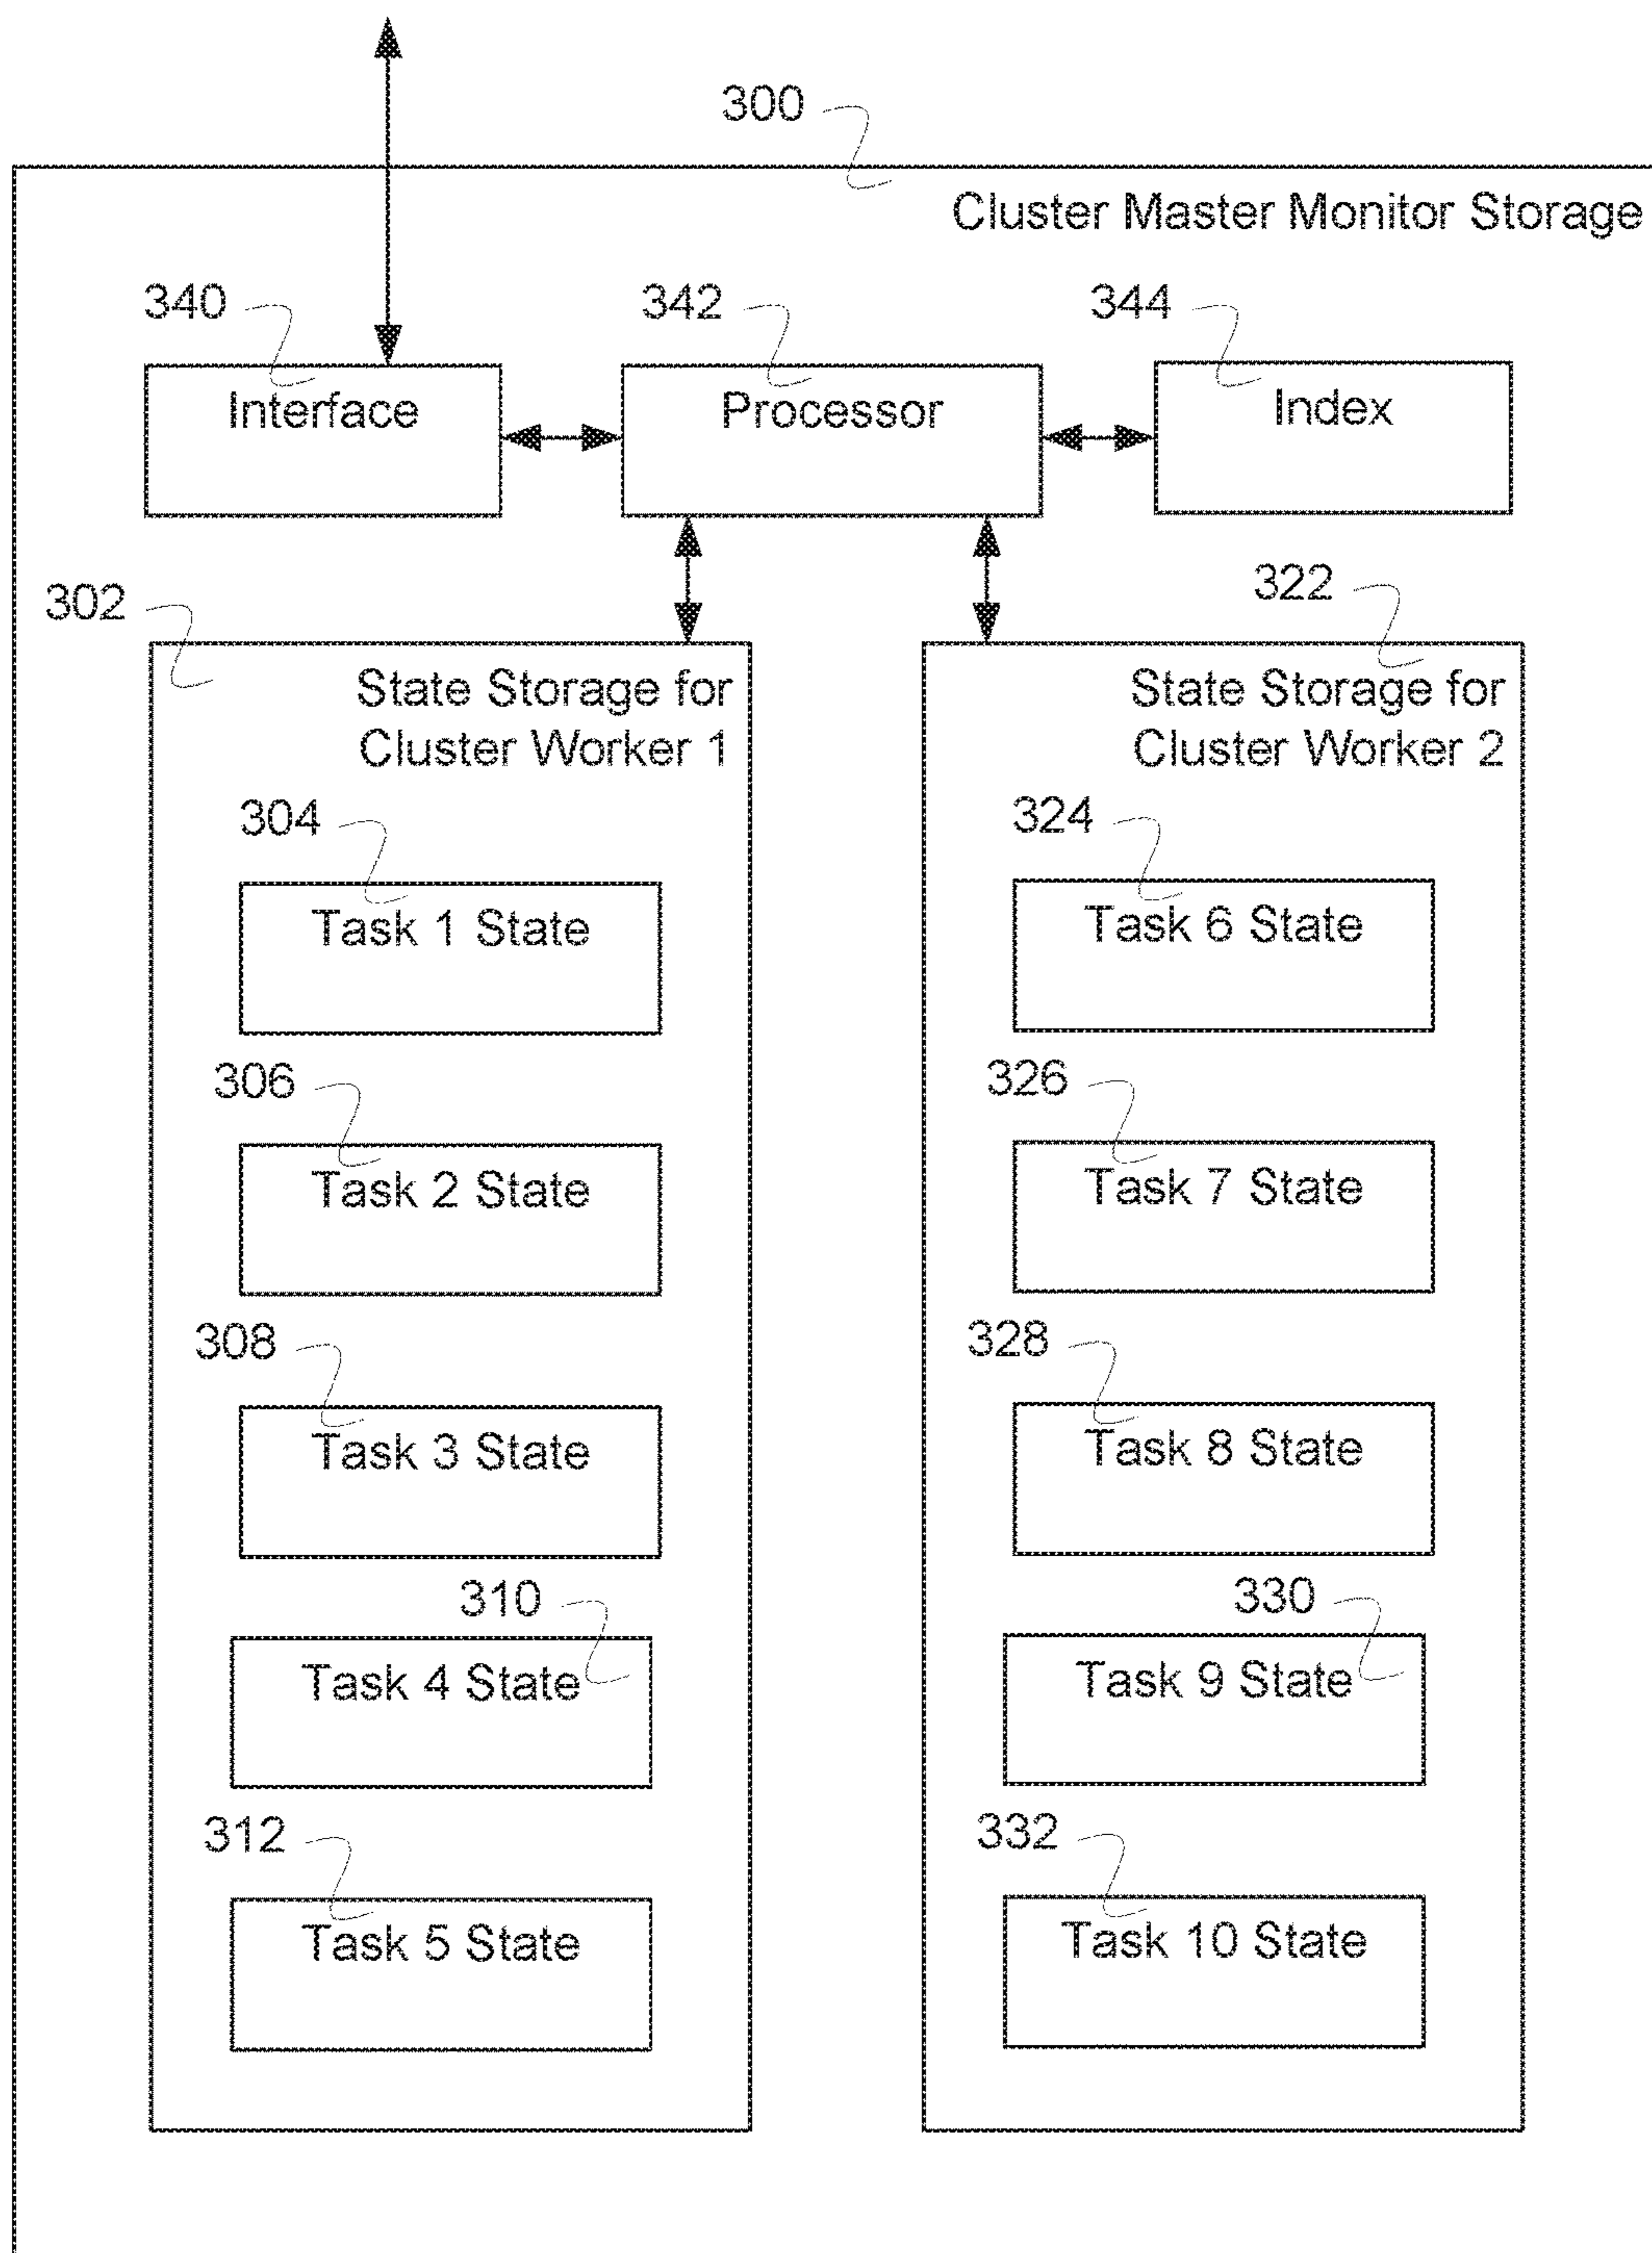 300
Cluster Master Monitor Storage
340
342
344
Interface
Processor
Index
302
322
State Storage for
Cluster Worker 1
State Storage for
Cluster Worker 2
304
324
Task 1 State
Task 6 State
306
326
Task 2 State
Task 7 State
308
328
Task 3 State
Task 8 State
310
330
Task 4 State
Task 9 State
312
332
Task 5 State
Task 10 State